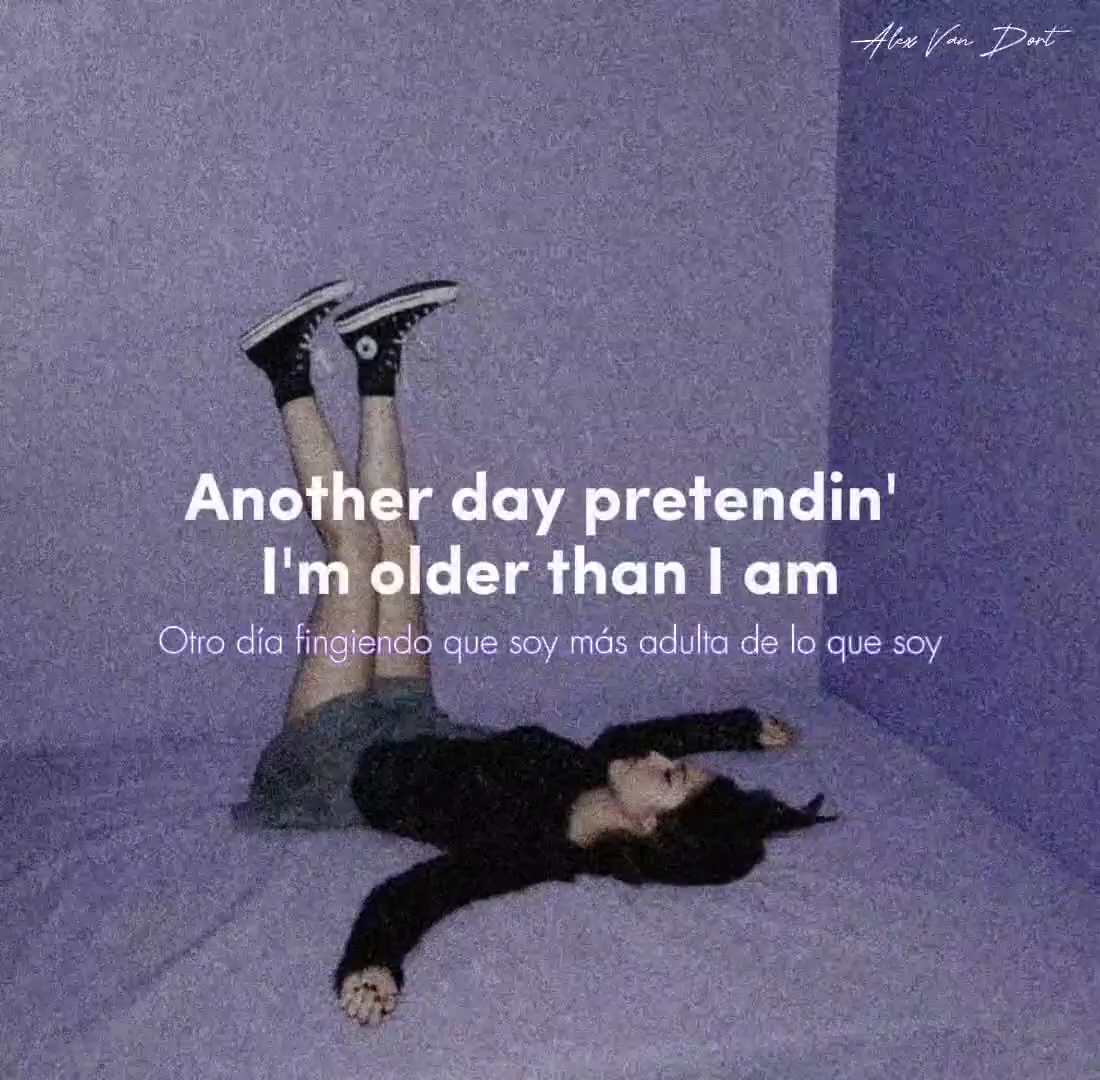 Alex Van Dort
Another day pretendin'
I'm older than I am
Otro día fingiendo que soy más adulta de lo que soy